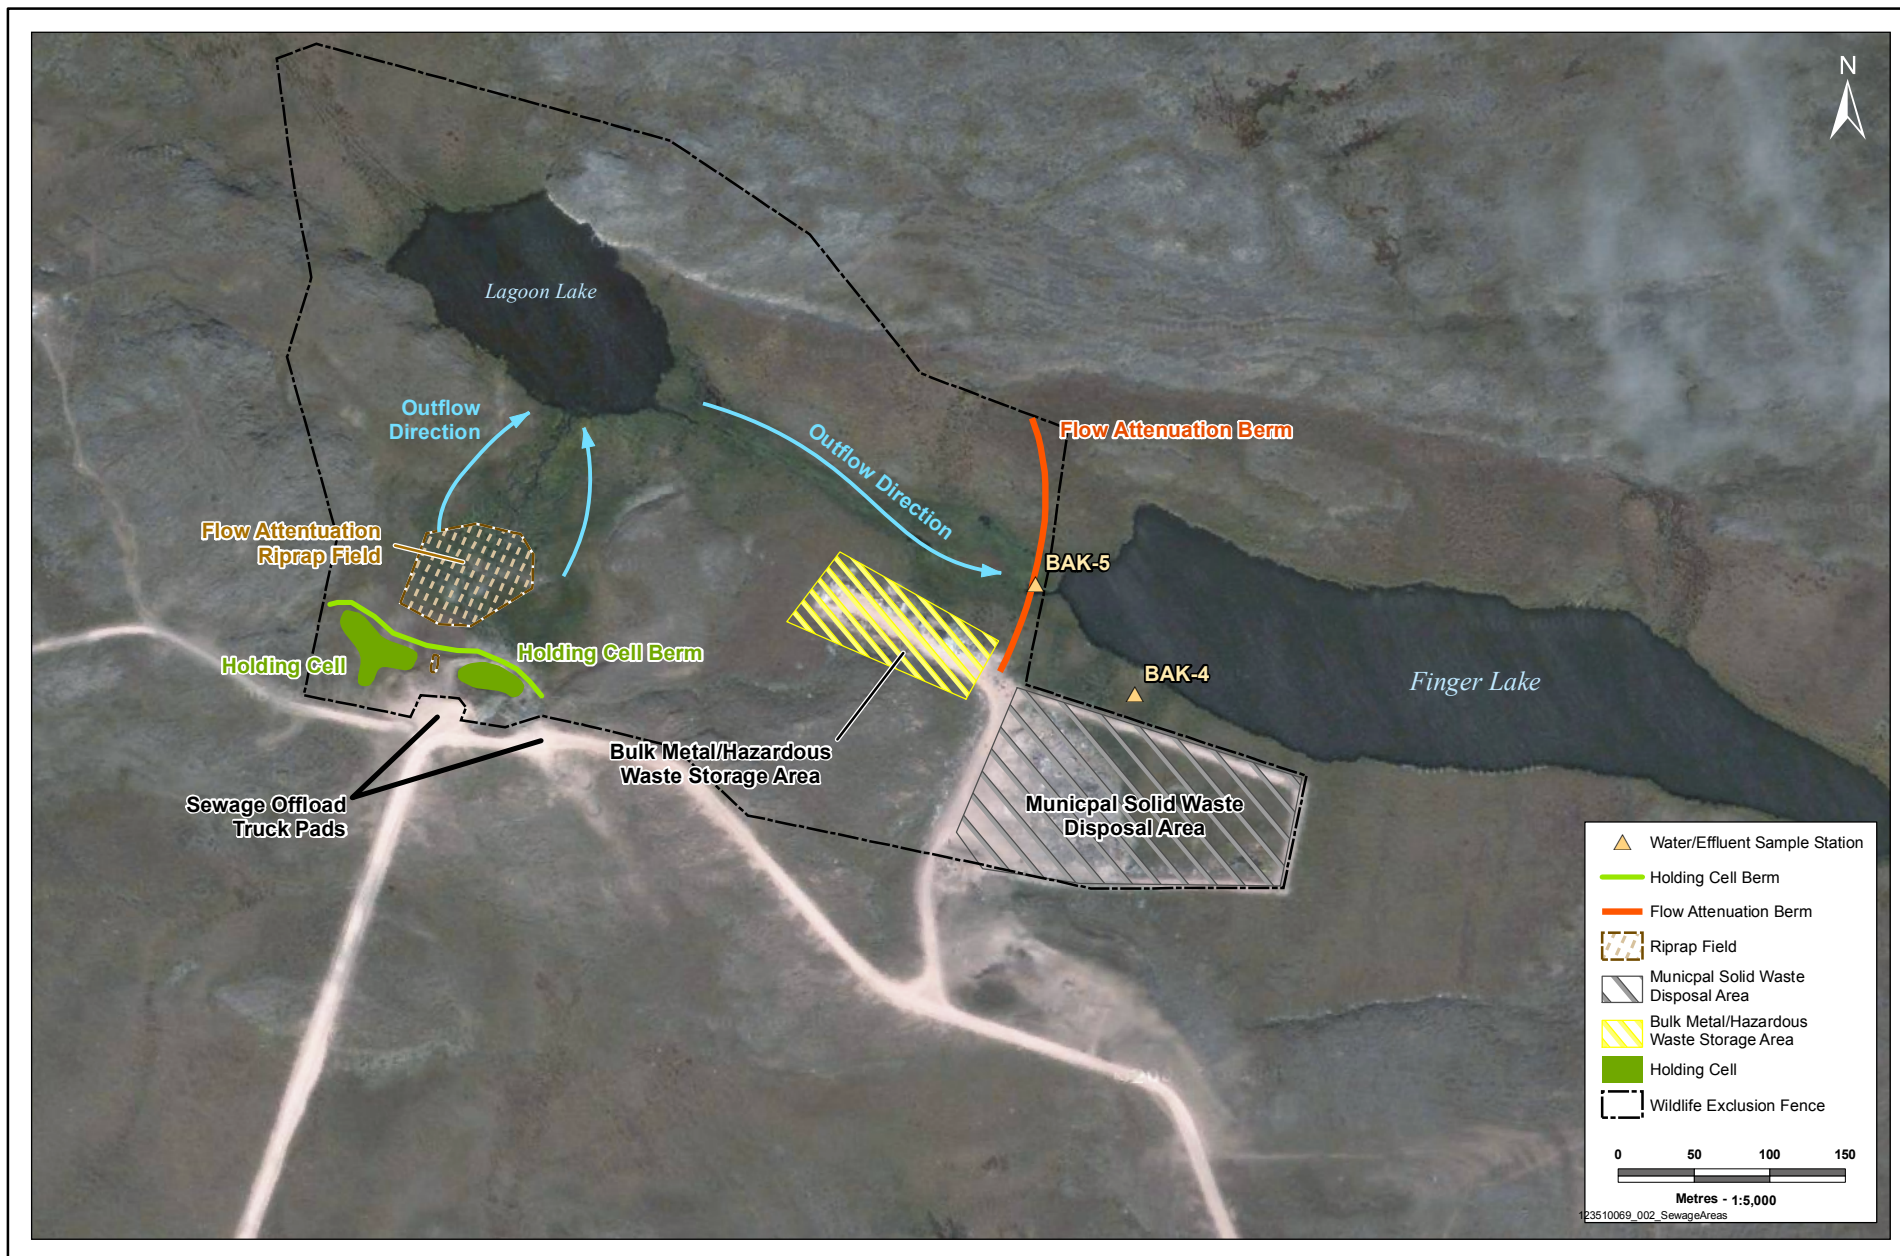 N
Lagoon Lake
Outflow
Direction
Outflow Direction
Flow Attenuation Berm
Flow Attentuation
Riprap Field
BAK-5
Holding Cell
Holding Cell Berm
BAK-4
Finger Lake
Bulk Metal/Hazardous
Waste Storage Area
Sewage Offload
Truck Pads
Municpal Solid Waste
Disposal Area
Water/Effluent Sample Station
Holding Cell Berm
Flow Attenuation Berm
Riprap Field
Municpal Solid Waste
Disposal Area
Bulk Metal/Hazardous
Waste Storage Area
Holding Cell
Wildlife Exclusion Fence
0 50 100 150
Metres - 1:5,000
123510069_002_SewageAreas